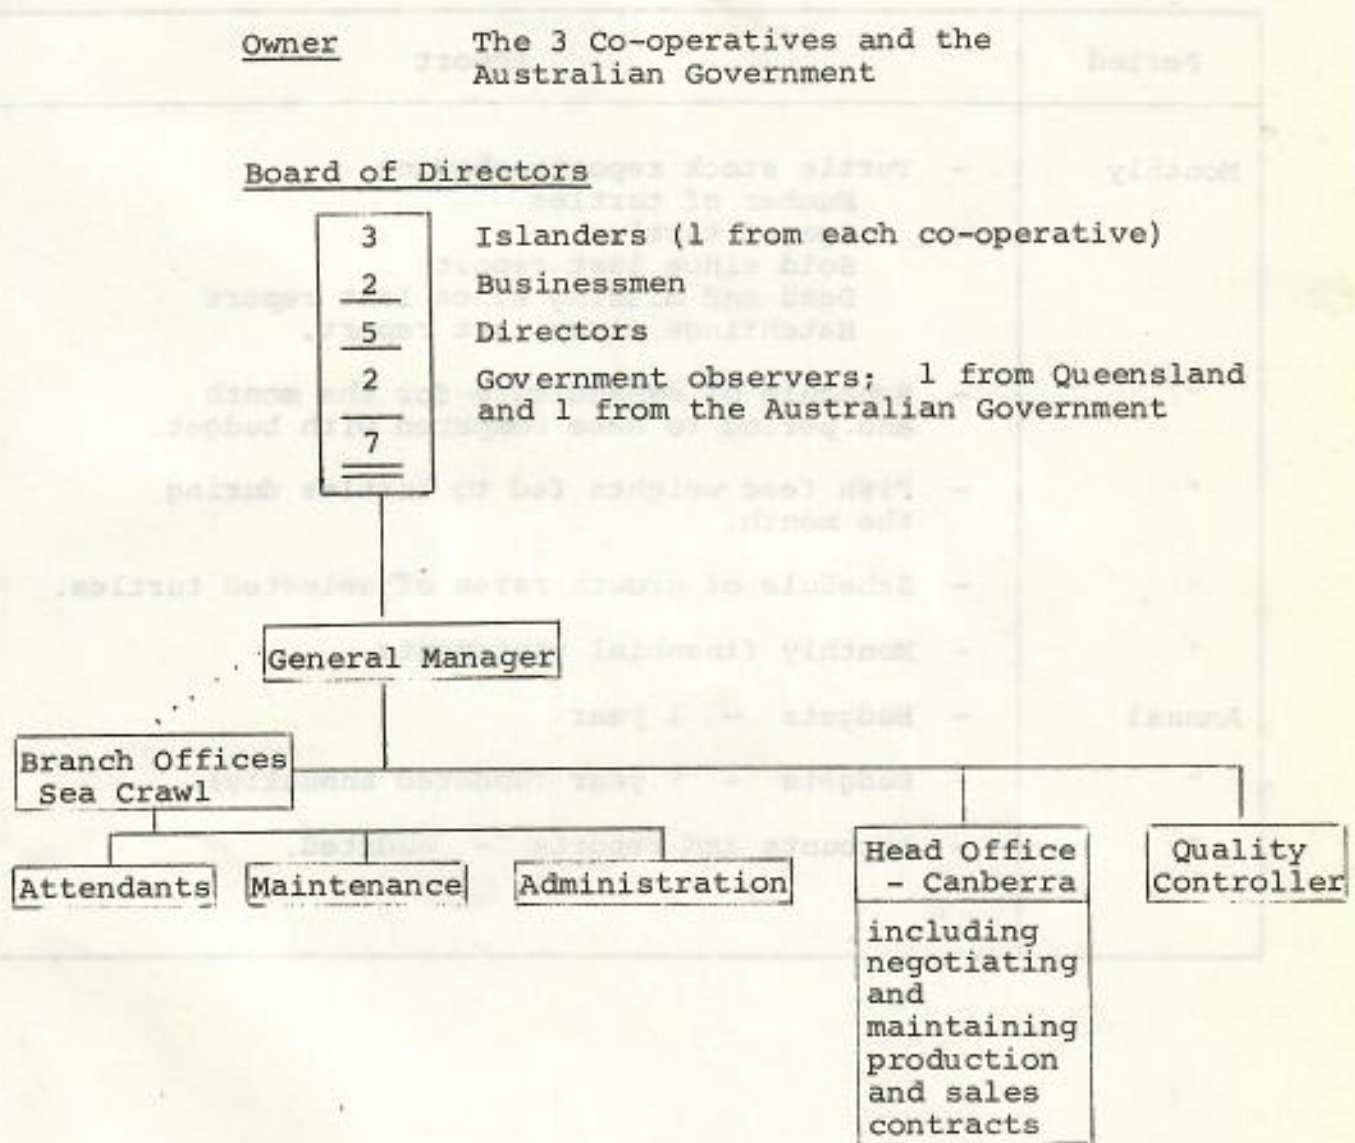 Owner The 3 Co-operatives and the
Australian Government
Board of Directors
3 Islanders (1 from each co-operative)
2 Businessmen
5 Directors
2 Government observers; 1 from Queensland
and 1 from the Australian Government
7
General Manager
Branch Offices
Sea Crawl
Attendants
Maintenance
Administration
Head Office
- Canberra
including
negotiating
and
maintaining
production
and sales
contracts
Quality
Controller